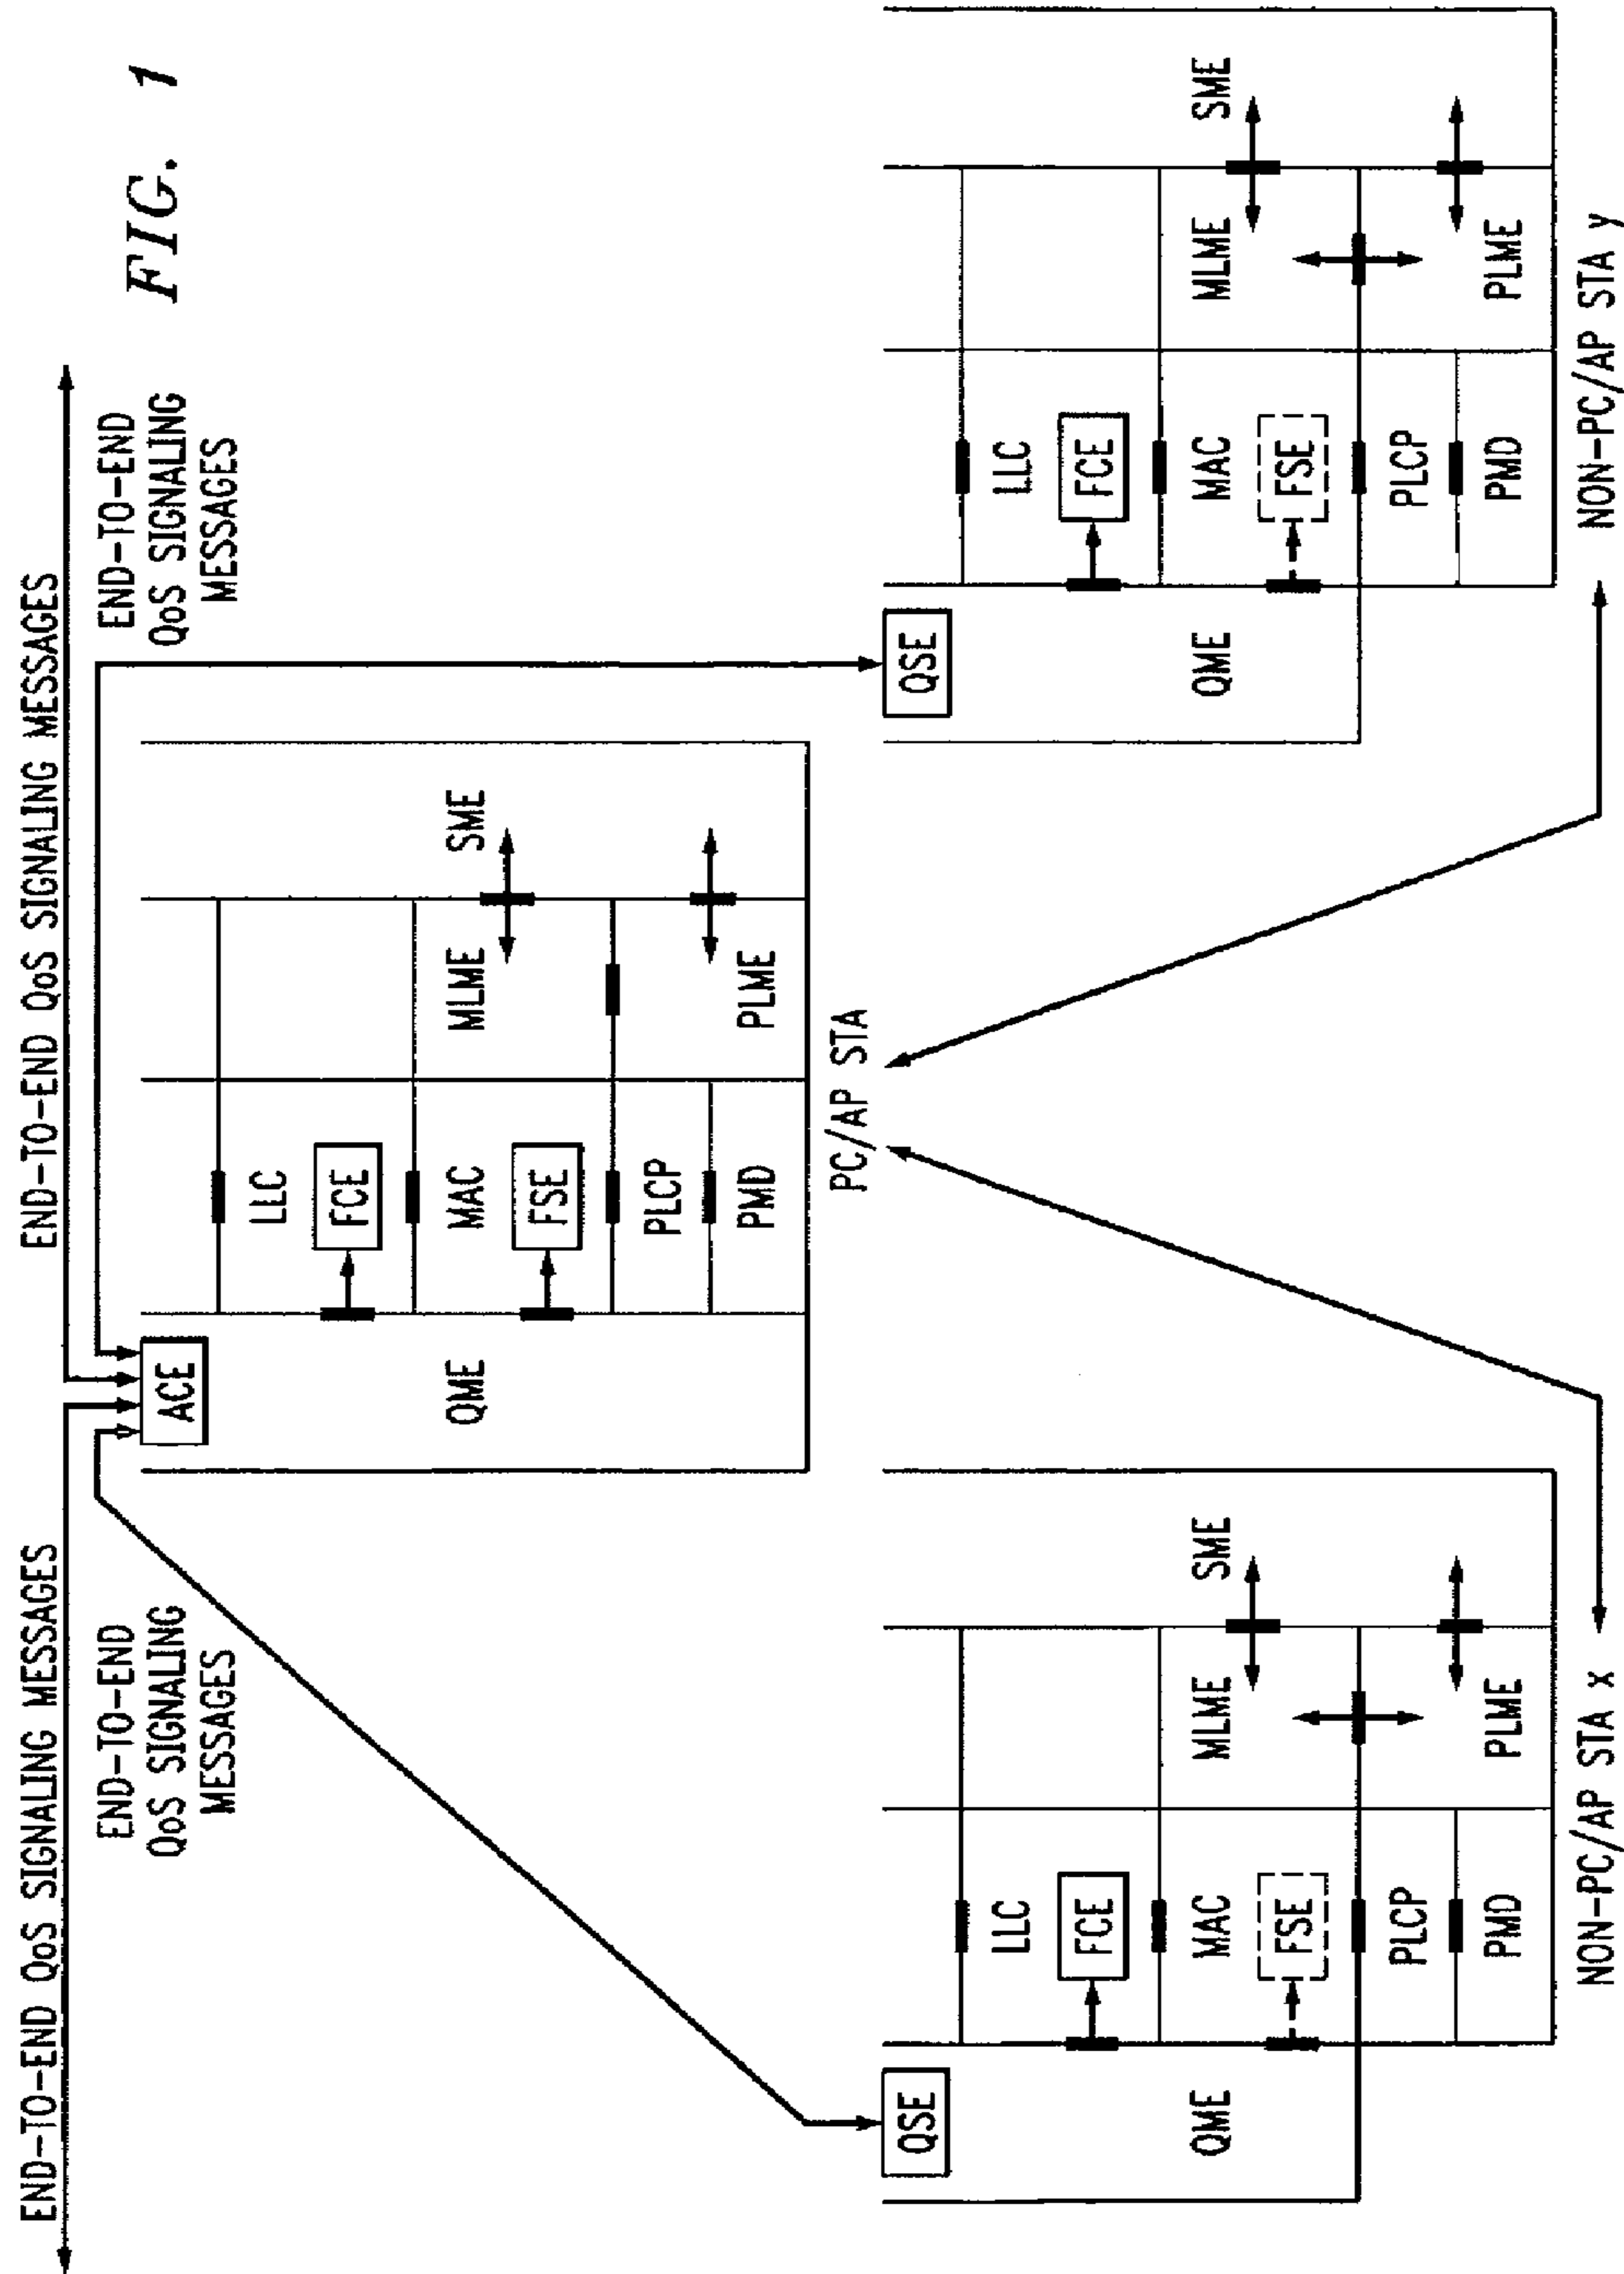 FIG. 1
END-TO-END QoS SIGNALING MESSAGES
END-TO-END QoS SIGNALING MESSAGES
END-TO-END
QoS SIGNALING
MESSAGES
END-TO-END
QoS SIGNALING
MESSAGES
ACE
QME
LLC
FCE
MAC
FSE
PLCP
PMD
MLME
PLME
SME
PC/AP STA
QSE
QME
LLC
FCE
MAC
FSE
PLCP
PMD
MLME
PLME
SME
NON-PC/AP STA x
QSE
QME
LLC
FCE
MAC
FSE
PLCP
PMD
MLME
PLME
SME
NON-PC/AP STA y